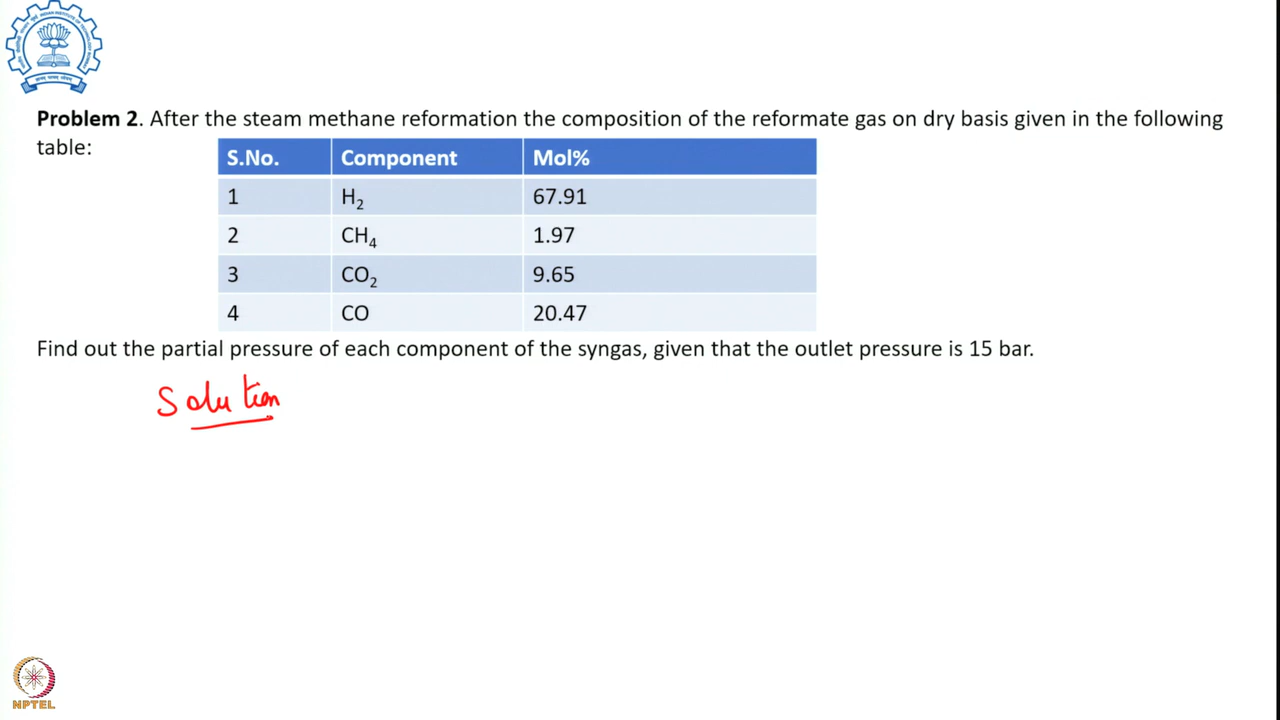 Problem 2. After the steam methane reformation the composition of the reformate gas on dry basis given in the following
table:
S.No. Component Mol%
1 H₂ 67.91
2 CH₄ 1.97
3 CO₂ 9.65
4 CO 20.47
Find out the partial pressure of each component of the syngas, given that the outlet pressure is 15 bar.
Solution
NPTEL